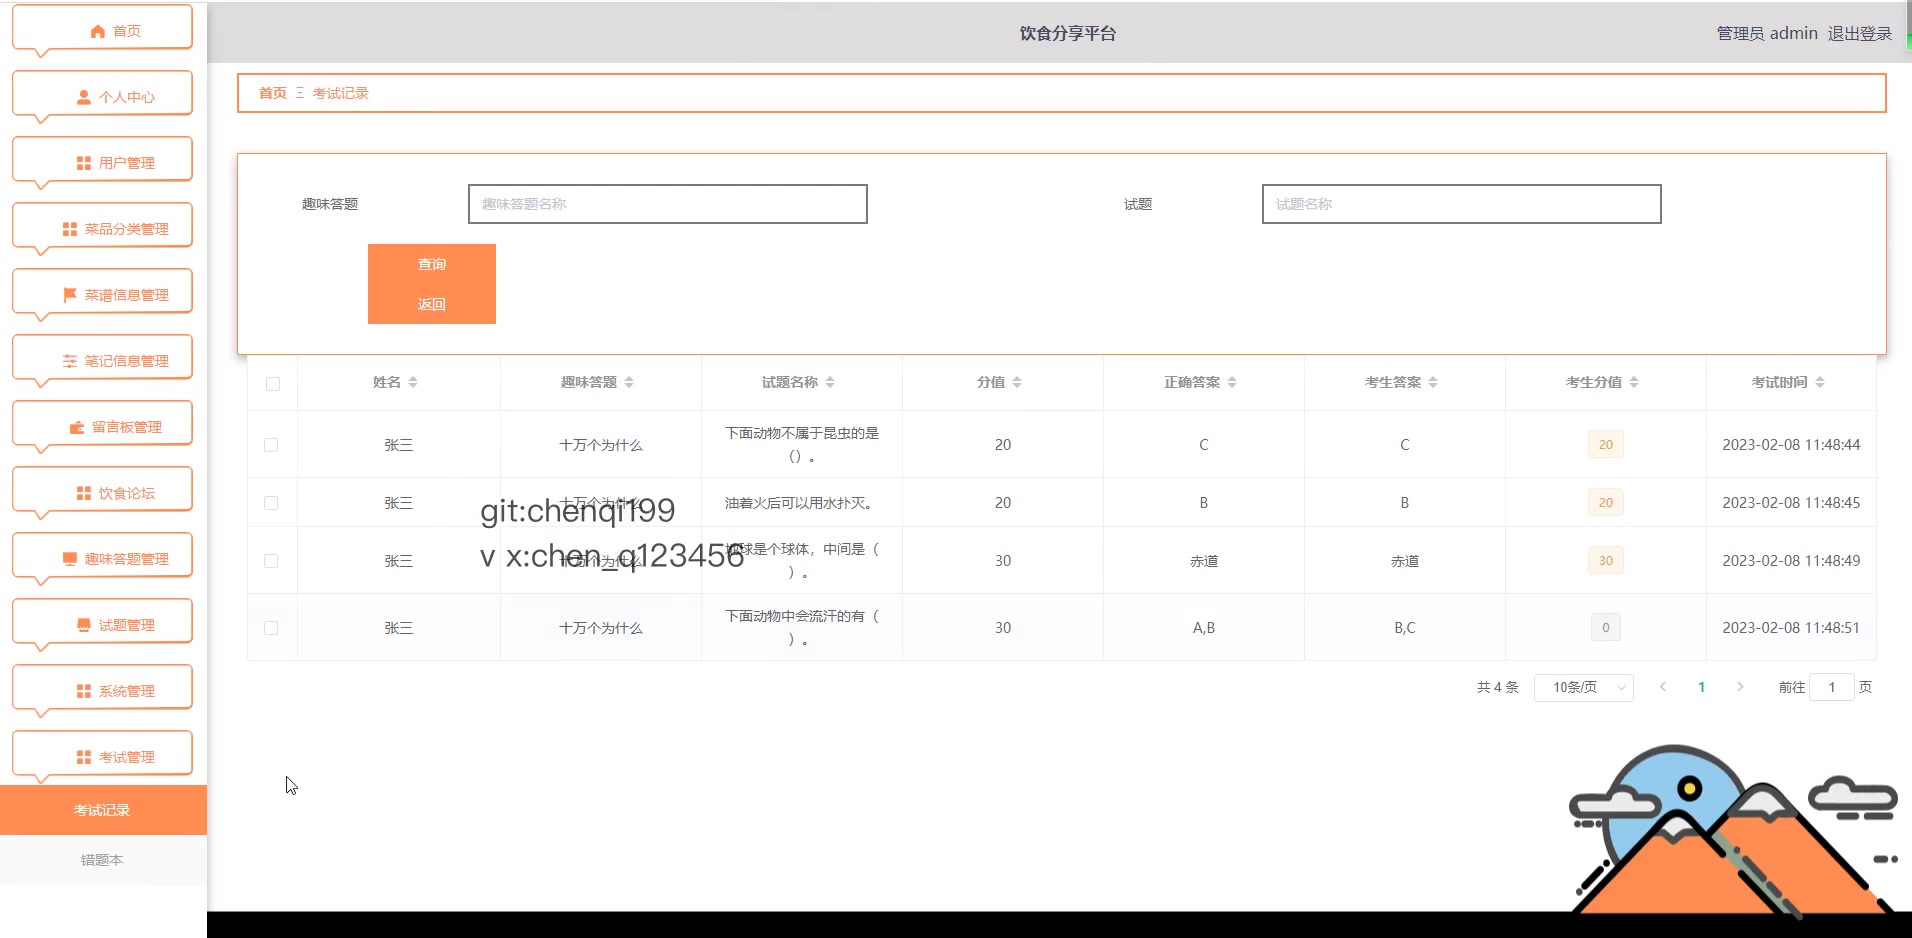 首页
个人中心
用户管理
菜品分类管理
菜谱信息管理
笔记信息管理
留言板管理
饮食论坛
趣味答题管理
试题管理
系统管理
考试管理
考试记录
错题本
饮食分享平台
管理员 admin 退出登录
首页 Ξ 考试记录
趣味答题 趣味答题名称 试题 试题名称
查询
返回
姓名 趣味答题 试题名称 分值 正确答案 考生答案 考生分值 考试时间
张三 十万个为什么 下面动物不属于昆虫的是 20 C C 20 2023-02-08 11:48:44
()。
张三 十万个为什么 油着火后可以用水扑灭。 20 B B 20 2023-02-08 11:48:45
git:chenqi199
张三 十万个为什么 地球是个球体，中间是（ 30 赤道 赤道 30 2023-02-08 11:48:49
）。
v x:chen_q123456
张三 十万个为什么 下面动物中会流汗的有（ 30 A,B B,C 0 2023-02-08 11:48:51
）。
共 4 条 10条/页 1 前往 1 页